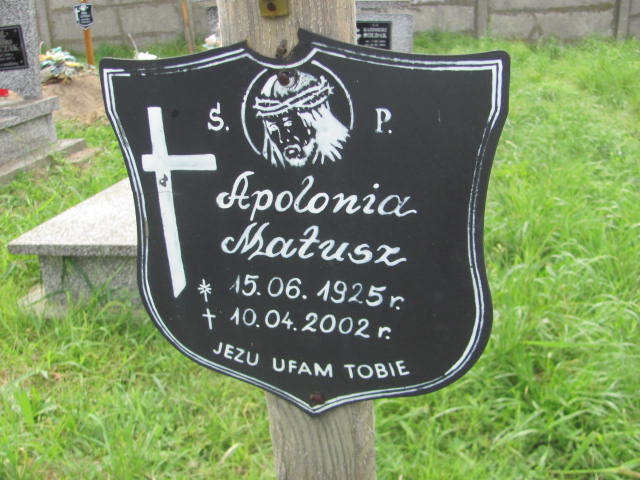 Ś. P.
Apolonia
Matusz
* 15.06.1925 r.
† 10.04.2002 r.
JEZU UFAM TOBIE